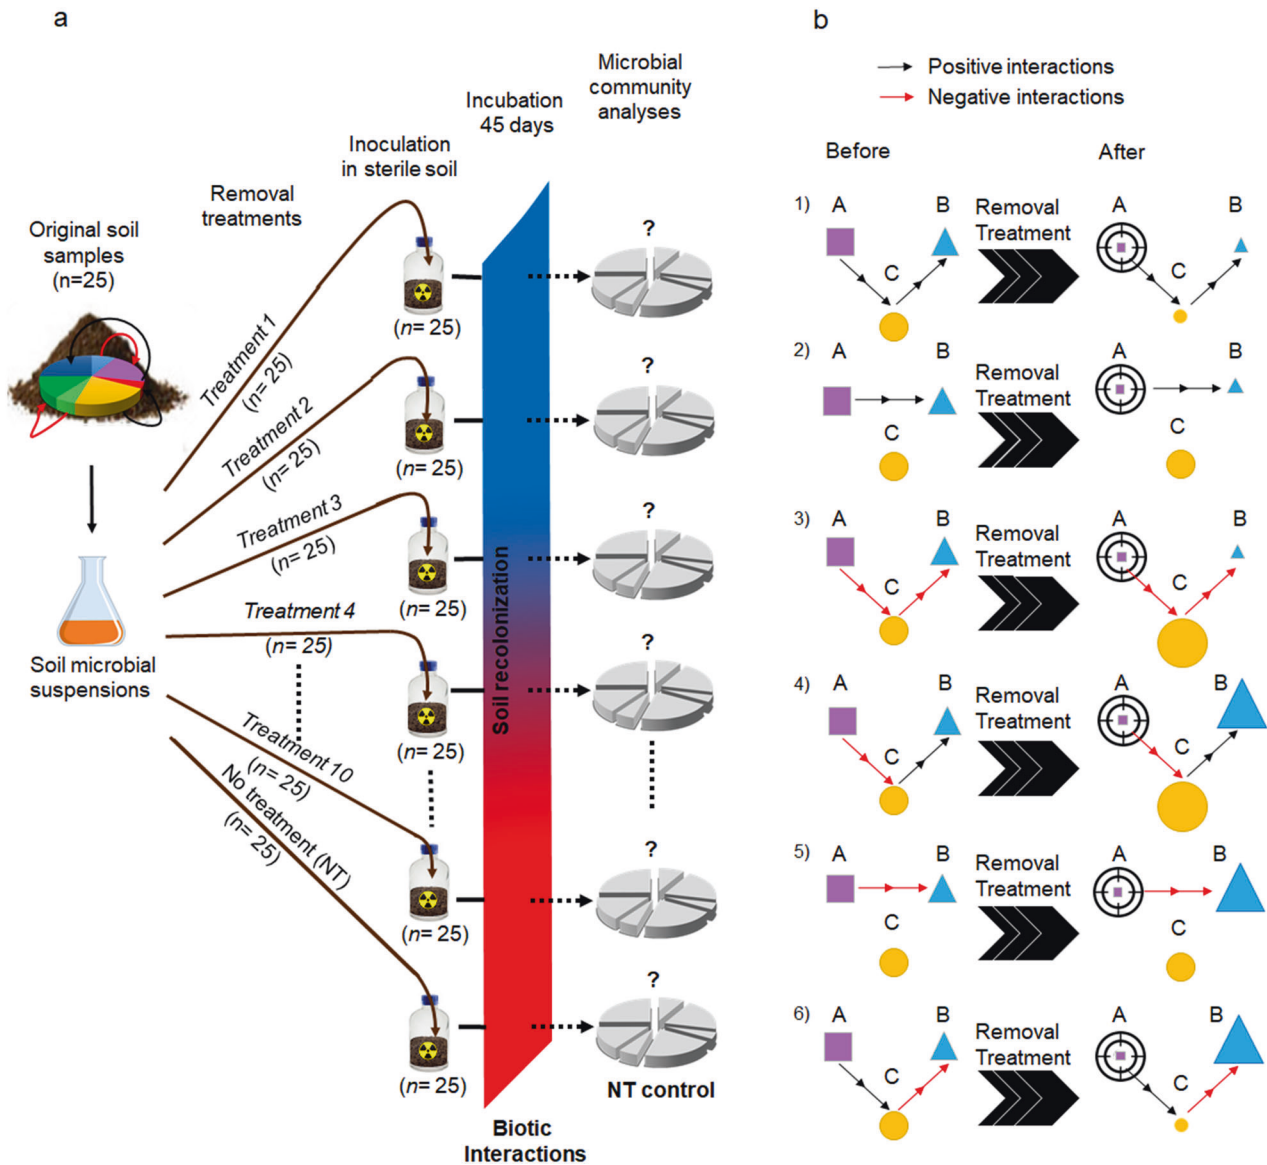 a
Original soil
samples
(n=25)
Soil microbial
suspensions
Removal
treatments
Inoculation
in sterile soil
Incubation
45 days
Microbial
community
analyses
Treatment 1
(n= 25)
(n= 25)
?
Treatment 2
(n= 25)
(n= 25)
?
Treatment 3
(n= 25)
(n= 25)
?
Treatment 4
(n= 25)
(n= 25)
?
Treatment 10
(n= 25)
(n= 25)
?
No treatment (NT)
(n= 25)
(n= 25)
?
Soil recolonization
Biotic
Interactions
NT control
b
Positive interactions
Negative interactions
Before
After
1)
A
B
C
Removal
Treatment
A
B
C
2)
A
B
C
Removal
Treatment
A
B
C
3)
A
B
C
Removal
Treatment
A
B
C
4)
A
B
C
Removal
Treatment
A
B
C
5)
A
B
C
Removal
Treatment
A
B
C
6)
A
B
C
Removal
Treatment
A
B
C